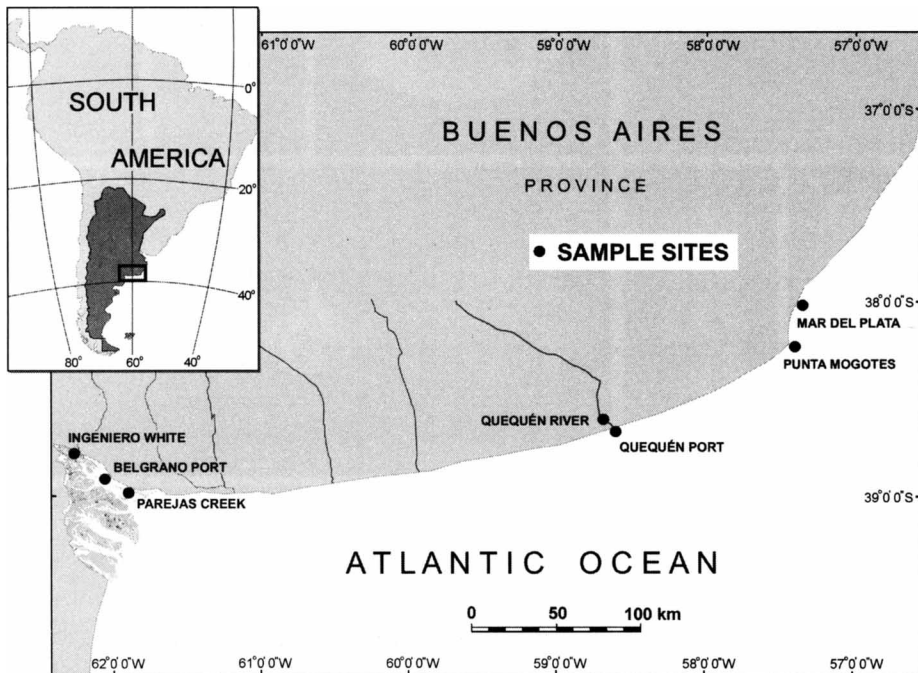 61°0'0"W 60°0'0"W 59°0'0"W 58°0'0"W 57°0'0"W
SOUTH
AMERICA
0°
20°
40°
80° 60° 40°
BUENOS AIRES
PROVINCE
SAMPLE SITES
37°0'0"S
38°0'0"S
MAR DEL PLATA
PUNTA MOGOTES
QUEQUÉN RIVER
QUEQUÉN PORT
INGENIERO WHITE
BELGRANO PORT
PAREJAS CREEK
39°0'0"S
ATLANTIC OCEAN
0 50 100 km
62°0'0"W 61°0'0"W 60°0'0"W 59°0'0"W 58°0'0"W 57°0'0"W